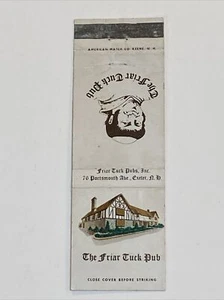 The Friar Tuck Pub
Friar Tuck Pubs, Inc.
76 Portsmouth Ave., Exeter, N. H
The Friar Tuck Pub
CLOSE COVER BEFORE STRIKING